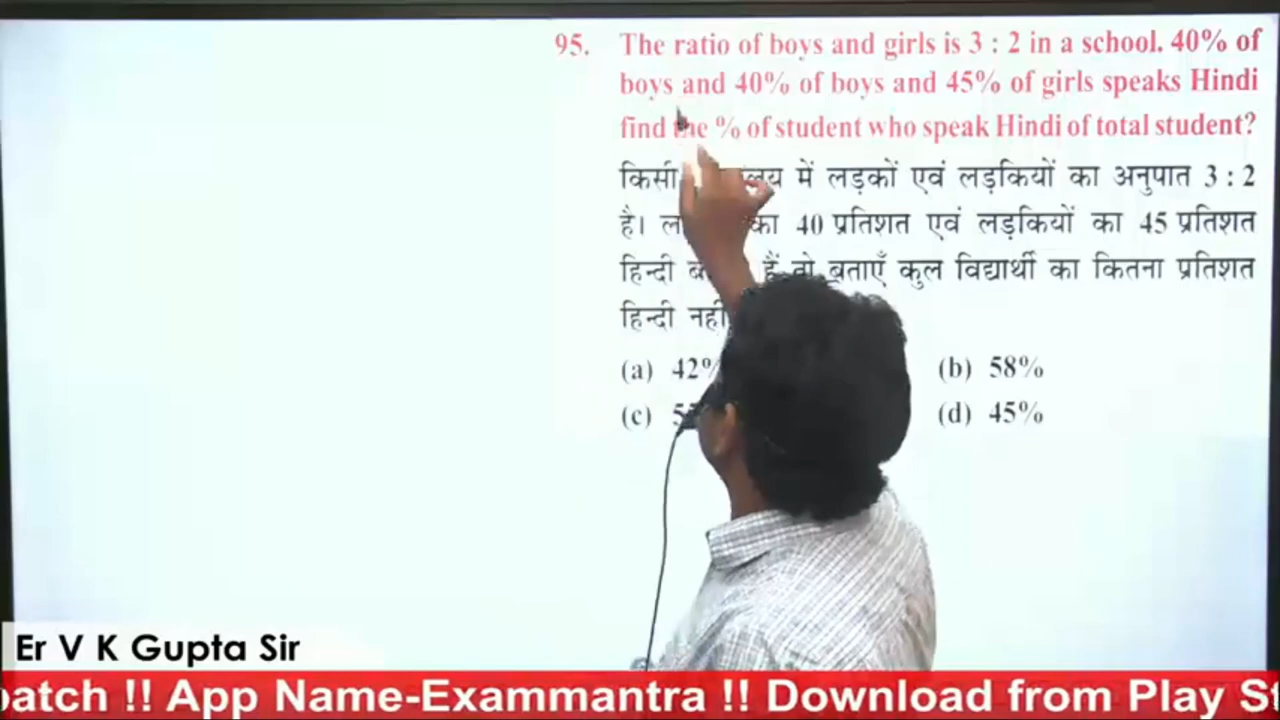 95. The ratio of boys and girls is 3 : 2 in a school. 40% of
boys and 40% of boys and 45% of girls speaks Hindi
find the % of student who speak Hindi of total student?
किसी में लड़कों एवं लड़कियों का अनुपात 3 : 2
है। का 40 प्रतिशत एवं लड़कियों का 45 प्रतिशत
हिन्दी हैं तो बताएँ कुल विद्यार्थी का कितना प्रतिशत
हिन्दी नहीं
(a) 42% (b) 58%
(c) (d) 45%
Er V K Gupta Sir
!! App Name-Exammantra !! Download from Play